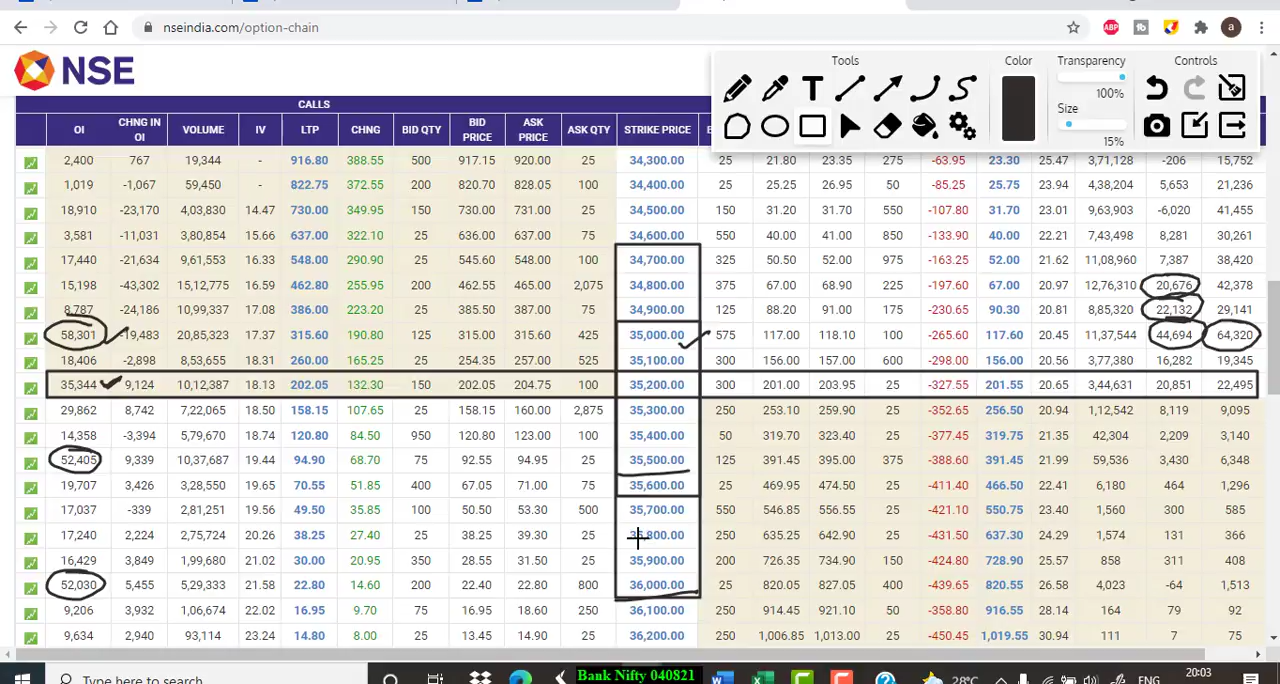 nseindia.com/option-chain
ABP
a
NSE
Tools Color Transparency Controls
T
100%
Size
15%
CALLS
OI CHNG IN OI VOLUME IV LTP CHNG BID QTY BID PRICE ASK PRICE ASK QTY STRIKE PRICE
2,400 767 19,344 - 916.80 388.55 500 917.15 920.00 25 34,300.00 25 21.80 23.35 275 -63.95 23.30 25.47 3,71,128 -206 15,752
1,019 -1,067 59,450 - 822.75 372.55 200 820.70 828.05 100 34,400.00 25 25.25 26.95 50 -85.25 25.75 23.94 4,38,204 5,653 21,236
18,910 -23,170 4,03,830 14.47 730.00 349.95 150 730.00 731.00 25 34,500.00 150 31.20 31.70 550 -107.80 31.70 23.01 9,63,903 -6,020 41,455
3,581 -11,031 3,80,854 15.66 637.00 322.10 25 636.00 637.00 75 34,600.00 550 40.00 41.00 850 -133.90 40.00 22.21 7,43,498 8,281 30,261
17,440 -21,634 9,61,553 16.33 548.00 290.90 25 545.60 548.00 100 34,700.00 325 50.50 52.00 975 -163.25 52.00 21.62 11,08,960 7,387 38,420
15,198 -43,302 15,12,775 16.59 462.80 255.95 200 462.55 465.00 2,075 34,800.00 375 67.00 68.90 225 -197.60 67.00 20.97 12,76,310 20,676 42,378
8,787 -24,186 10,99,337 17.08 386.00 223.20 25 385.50 387.00 75 34,900.00 125 88.20 91.00 175 -230.65 90.30 20.81 8,85,320 22,132 29,141
58,301 -19,483 20,85,323 17.37 315.60 190.80 125 315.00 315.60 425 35,000.00 575 117.00 118.10 100 -265.60 117.60 20.45 11,37,544 44,694 64,320
18,406 -2,898 8,53,655 18.31 260.00 165.25 25 254.35 257.00 525 35,100.00 300 156.00 157.00 600 -298.00 156.00 20.56 3,77,380 16,282 19,345
35,344 9,124 10,12,387 18.13 202.05 132.30 150 202.05 204.75 100 35,200.00 300 201.00 203.95 25 -327.55 201.55 20.65 3,44,631 20,851 22,495
29,862 8,742 7,22,065 18.50 158.15 107.65 25 158.15 160.00 2,875 35,300.00 250 253.10 259.90 25 -352.65 256.50 20.94 1,12,542 8,119 9,095
14,358 -3,394 5,79,670 18.74 120.80 84.50 100 120.80 123.00 100 35,400.00 50 319.70 323.40 25 -377.45 319.75 21.35 42,304 2,209 3,140
52,405 9,339 10,37,687 19.44 94.90 68.70 75 92.55 94.95 25 35,500.00 125 391.45 395.00 375 -388.60 391.45 21.99 59,536 3,430 6,348
19,707 3,426 3,28,550 19.65 70.55 51.85 400 67.05 71.00 75 35,600.00 25 469.95 474.50 25 -411.40 466.50 22.41 6,180 464 1,296
17,037 -339 2,81,251 19.56 49.50 35.85 100 50.50 53.30 500 35,700.00 550 546.85 556.55 25 -421.10 550.75 23.40 1,560 300 585
17,240 2,224 2,75,724 20.26 38.25 27.40 25 38.25 39.30 25 35,800.00 25 635.25 642.90 25 -431.50 637.30 24.29 1,574 131 366
16,429 3,849 1,99,680 21.02 30.00 20.95 350 28.55 31.50 25 35,900.00 200 726.35 734.90 150 -424.80 728.90 25.57 858 311 408
52,030 5,455 5,29,333 21.58 22.80 14.60 25 22.40 22.80 800 36,000.00 25 820.05 827.05 400 -439.65 820.55 26.58 4,023 -64 1,513
9,206 3,932 1,06,674 22.02 16.95 9.70 75 16.95 18.60 250 36,100.00 250 914.45 921.10 50 -358.80 916.55 28.14 164 79 92
9,634 2,940 93,114 23.24 14.80 8.00 25 13.45 14.90 25 36,200.00 250 1,006.85 1,013.00 25 -450.45 1,019.55 30.94 111 7 75
Type here to search
Bank Nifty 040821
28°C
ENG
20:03